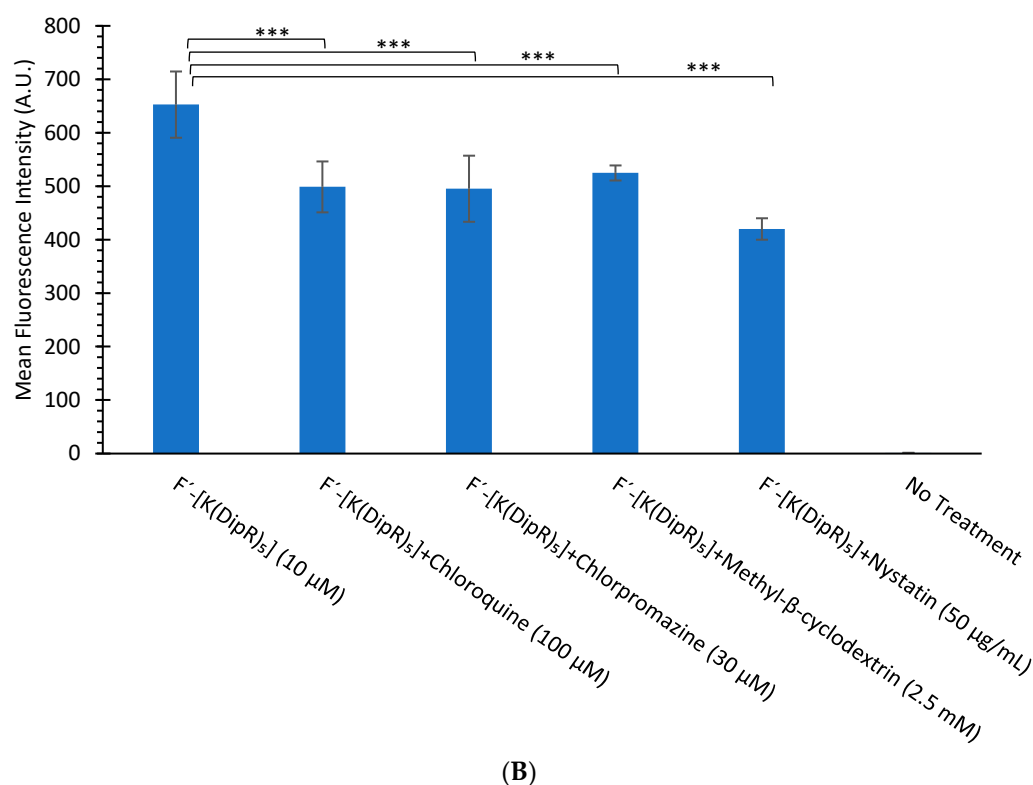 800
700
600
500
400
300
200
100
0
Mean Fluorescence Intensity (A.U.)
***
***
***
***
F´-[K(DipR)₅] (10 µM)
F´-[K(DipR)₅]+Chloroquine (100 µM)
F´-[K(DipR)₅]+Chlorpromazine (30 µM)
F´-[K(DipR)₅]+Methyl-β-cyclodextrin (2.5 mM)
F´-[K(DipR)₅]+Nystatin (50 µg/mL)
No Treatment
(B)